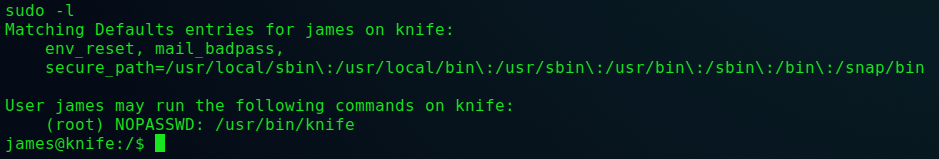 sudo -l
Matching Defaults entries for james on knife:
    env_reset, mail_badpass,
    secure_path=/usr/local/sbin\:/usr/local/bin\:/usr/sbin\:/usr/bin\:/sbin\:/bin\:/snap/bin

User james may run the following commands on knife:
    (root) NOPASSWD: /usr/bin/knife
james@knife:/$